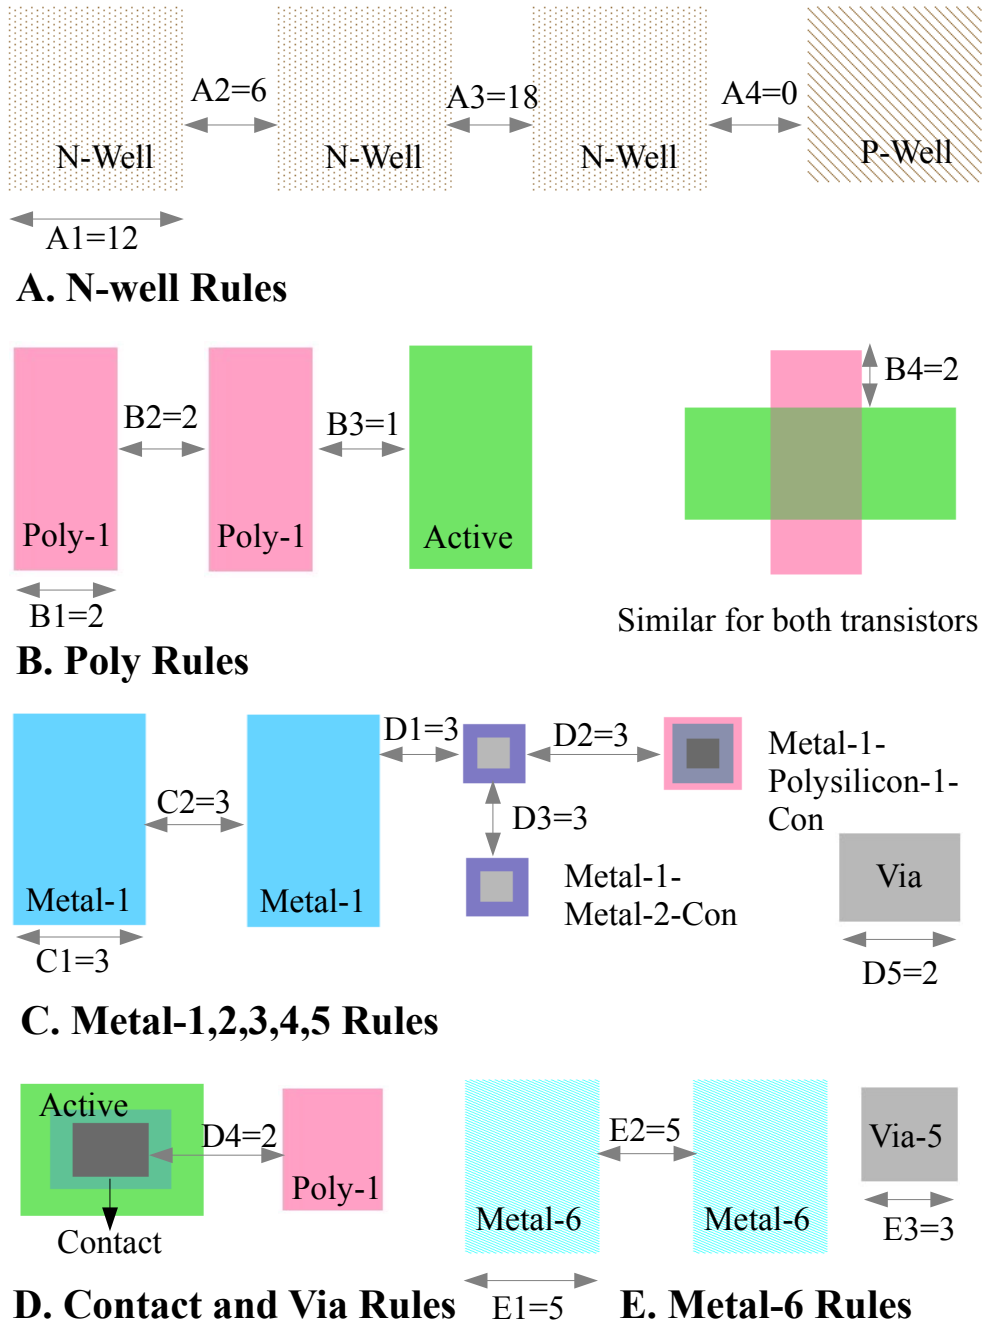 A2=6
A3=18
A4=0
N-Well
N-Well
N-Well
P-Well
A1=12
A. N-well Rules
B2=2
B3=1
B4=2
Poly-1
Poly-1
Active
B1=2
Similar for both transistors
B. Poly Rules
D1=3
D2=3
Metal-1-
Polysilicon-1-
Con
C2=3
D3=3
Metal-1
Metal-1
Metal-1-
Metal-2-Con
Via
C1=3
D5=2
C. Metal-1,2,3,4,5 Rules
Active
D4=2
Poly-1
Contact
E2=5
Via-5
Metal-6
Metal-6
E3=3
D. Contact and Via Rules
E1=5
E. Metal-6 Rules